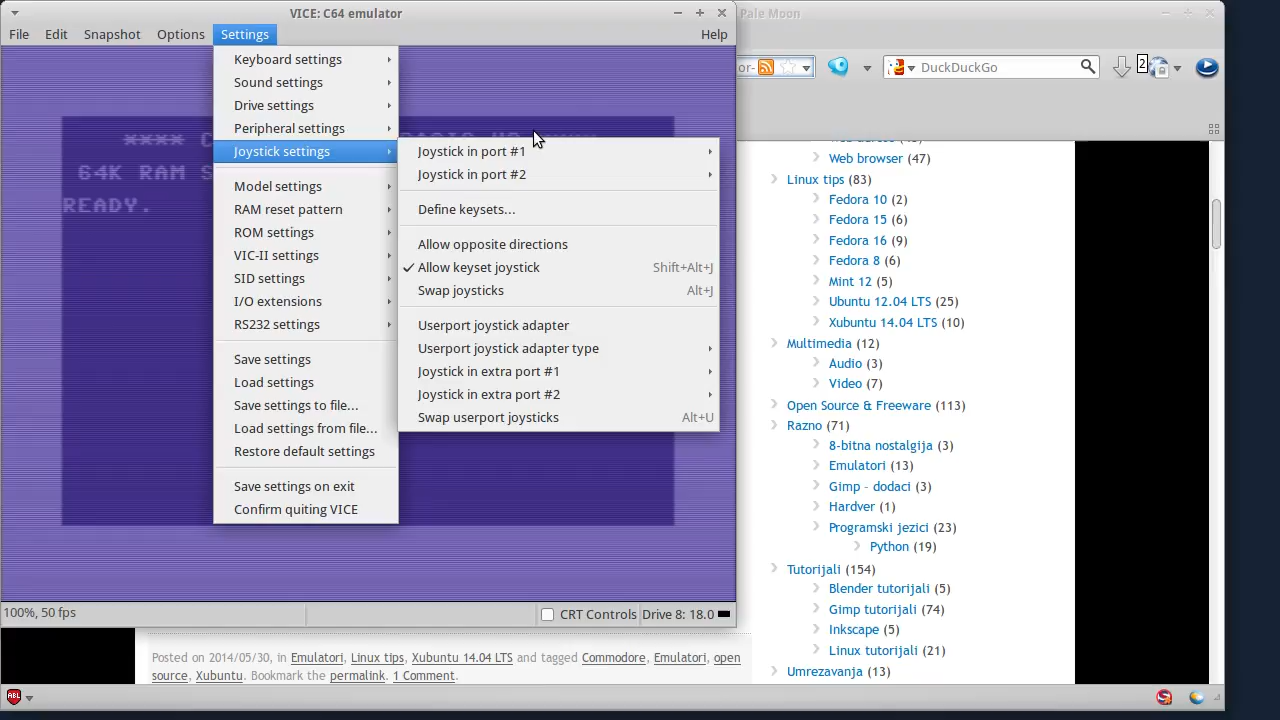 VICE: C64 emulator
Pale Moon
File Edit Snapshot Options Settings Help
or-
DuckDuckGo
2
Keyboard settings
Sound settings
Drive settings
Peripheral settings
Joystick settings
Model settings
RAM reset pattern
ROM settings
VIC-II settings
SID settings
I/O extensions
RS232 settings
Save settings
Load settings
Save settings to file...
Load settings from file...
Restore default settings
Save settings on exit
Confirm quiting VICE
Joystick in port #1
Joystick in port #2
Define keysets...
Allow opposite directions
Allow keyset joystick Shift+Alt+J
Swap joysticks Alt+J
Userport joystick adapter
Userport joystick adapter type
Joystick in extra port #1
Joystick in extra port #2
Swap userport joysticks Alt+U
**** C
64K RAM S
READY.
100%, 50 fps
CRT Controls Drive 8: 18.0
Web browser (47)
Linux tips (83)
Fedora 10 (2)
Fedora 15 (6)
Fedora 16 (9)
Fedora 8 (6)
Mint 12 (5)
Ubuntu 12.04 LTS (25)
Xubuntu 14.04 LTS (10)
Multimedia (12)
Audio (3)
Video (7)
Open Source & Freeware (113)
Razno (71)
8-bitna nostalgija (3)
Emulatori (13)
Gimp - dodaci (3)
Hardver (1)
Programski jezici (23)
Python (19)
Tutorijali (154)
Blender tutorijali (5)
Gimp tutorijali (74)
Inkscape (5)
Linux tutorijali (21)
Umrezavanja (13)
Posted on 2014/05/30, in Emulatori, Linux tips, Xubuntu 14.04 LTS and tagged Commodore, Emulatori, open
source, Xubuntu. Bookmark the permalink. 1 Comment.
ABL